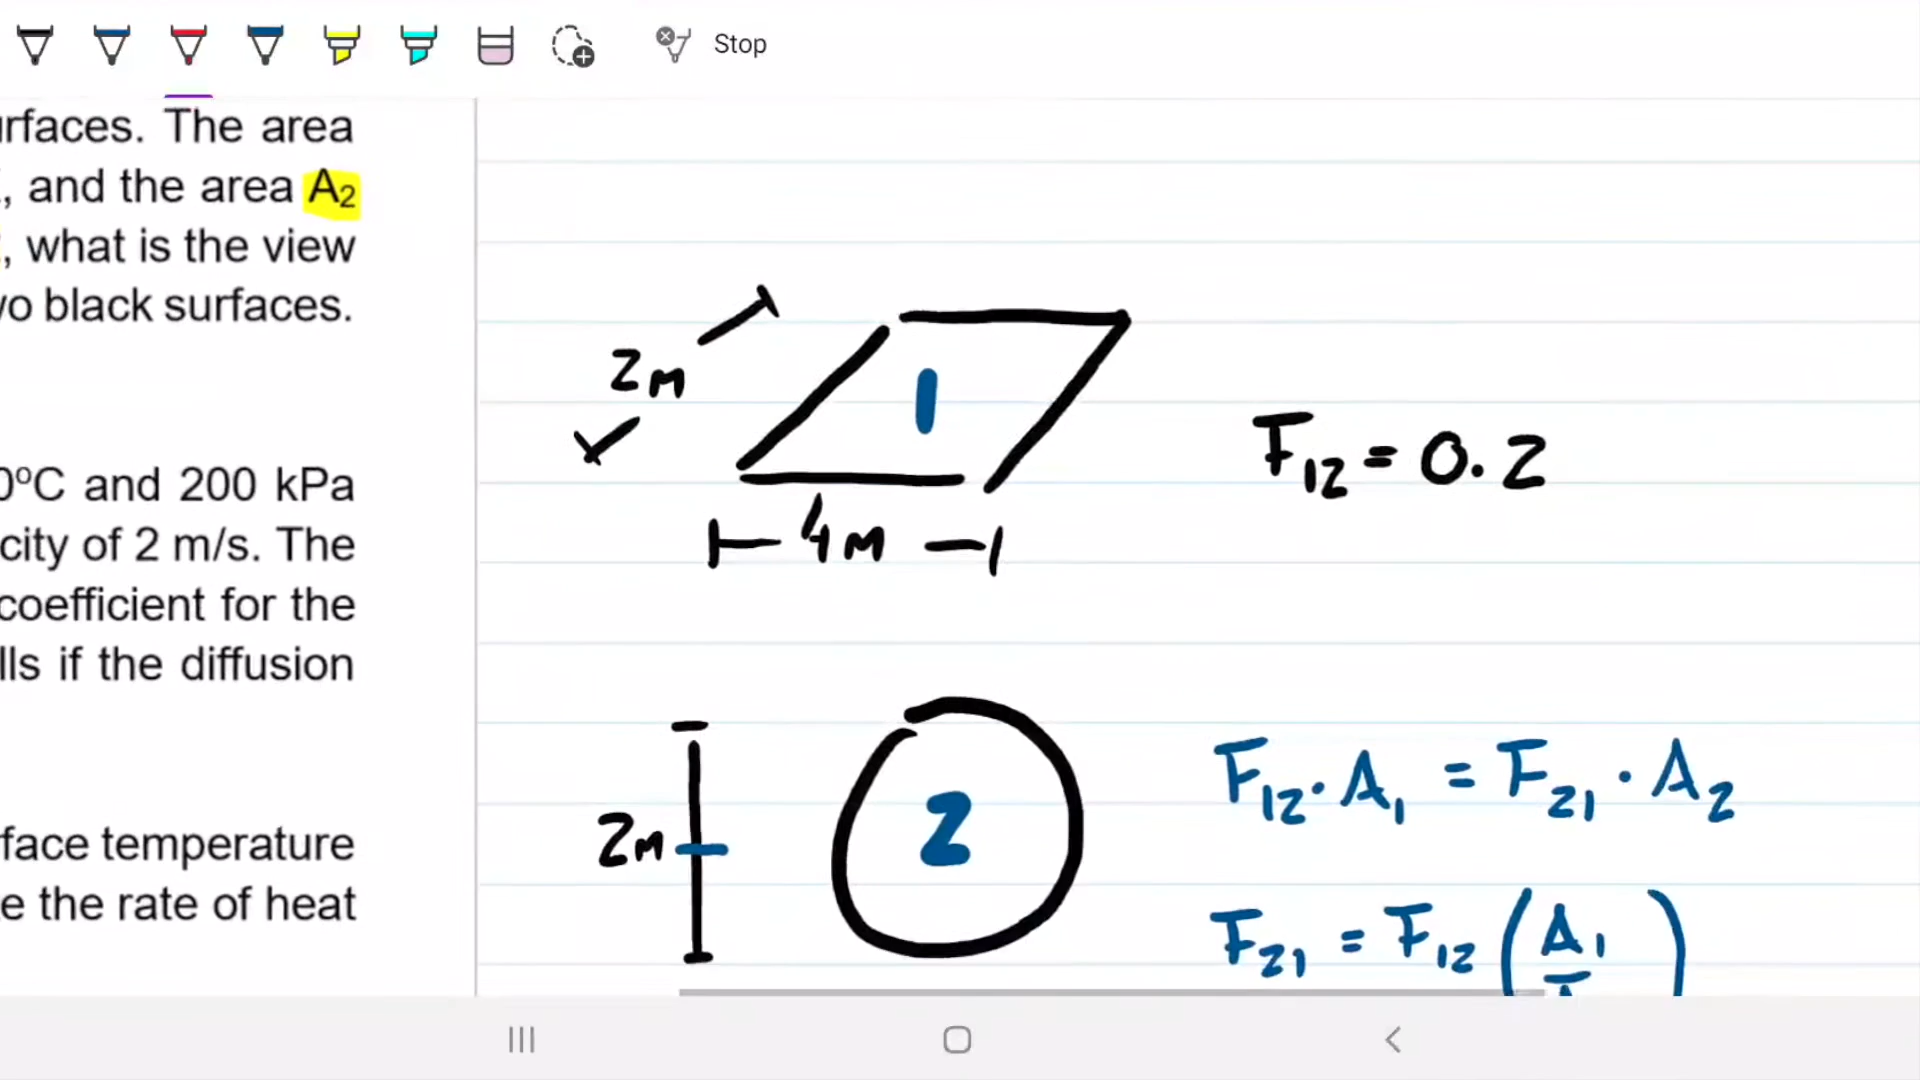 Stop
rfaces. The area
, and the area A2
, what is the view
o black surfaces.
0ºC and 200 kPa
city of 2 m/s. The
coefficient for the
lls if the diffusion
face temperature
e the rate of heat
2m
1
4m
F12 = 0.2
2m
2
F12 · A1 = F21 · A2
F21 = F12 ( A1 )